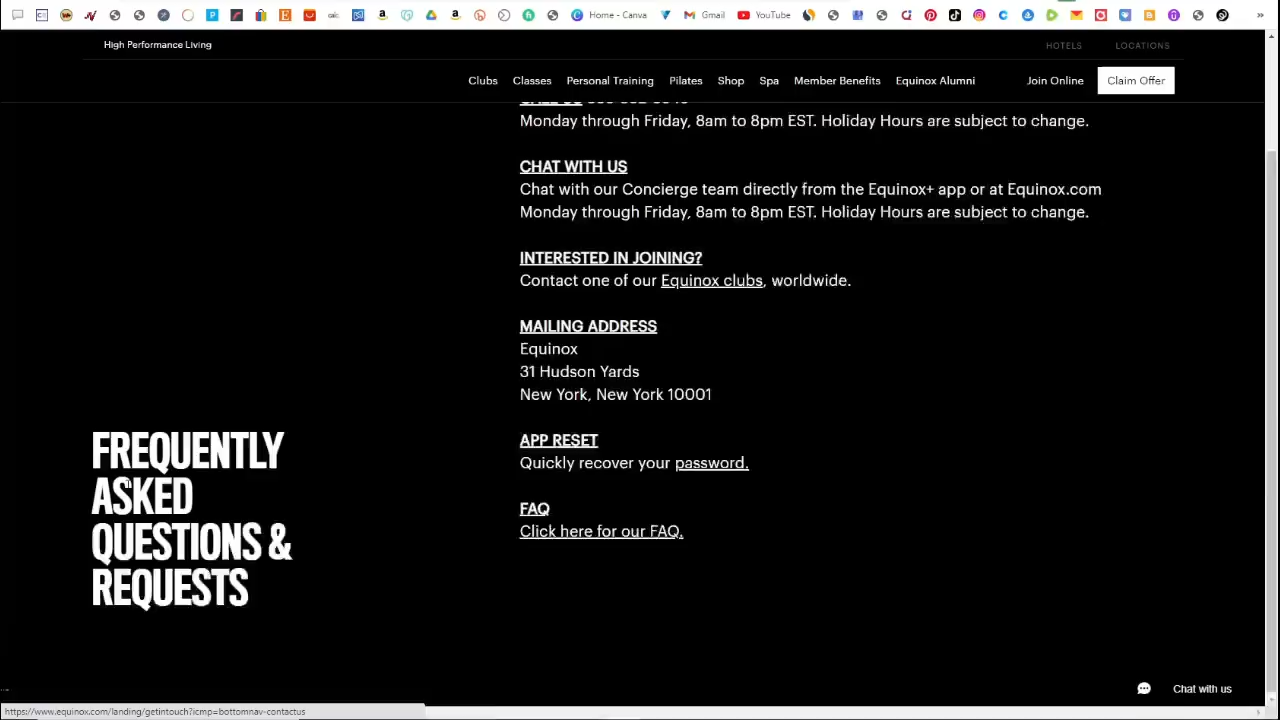 Home - Canva
Gmail
YouTube
High Performance Living
HOTELS
LOCATIONS
Clubs
Classes
Personal Training
Pilates
Shop
Spa
Member Benefits
Equinox Alumni
Join Online
Claim Offer
Monday through Friday, 8am to 8pm EST. Holiday Hours are subject to change.
CHAT WITH US
Chat with our Concierge team directly from the Equinox+ app or at Equinox.com
Monday through Friday, 8am to 8pm EST. Holiday Hours are subject to change.
INTERESTED IN JOINING?
Contact one of our Equinox clubs, worldwide.
MAILING ADDRESS
Equinox
31 Hudson Yards
New York, New York 10001
APP RESET
Quickly recover your password.
FAQ
Click here for our FAQ.
FREQUENTLY
ASKED
QUESTIONS &
REQUESTS
Chat with us
https://www.equinox.com/landing/getintouch?icmp=bottomnav-contactus